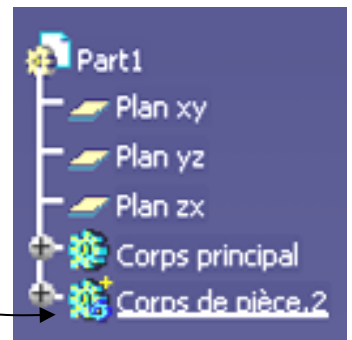 Part1
Plan xy
Plan yz
Plan zx
Corps principal
Corps de pièce.2